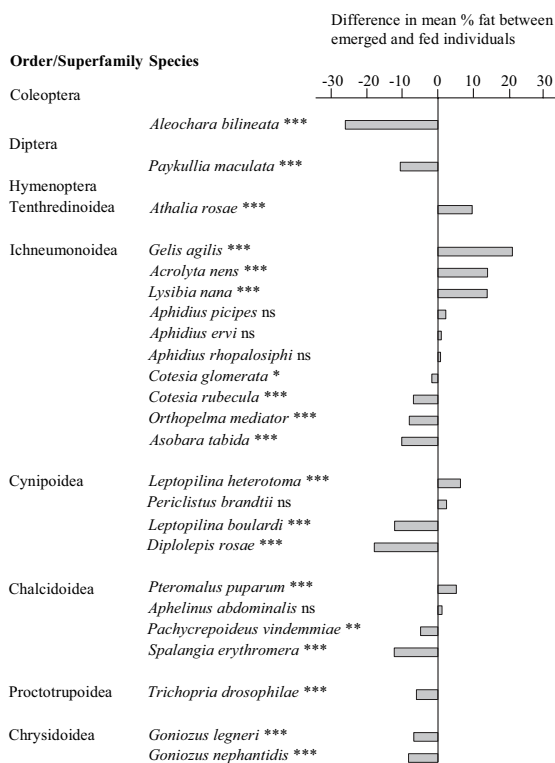 Difference in mean % fat between
emerged and fed individuals
Order/Superfamily Species
Coleoptera
-30 -20 -10 0 10 20 30
Aleochara bilineata ***
Diptera
Paykullia maculata ***
Hymenoptera
Tenthredinoidea Athalia rosae ***
Ichneumonoidea Gelis agilis ***
Acrolyta nens ***
Lysibia nana ***
Aphidius picipes ns
Aphidius ervi ns
Aphidius rhopalosiphi ns
Cotesia glomerata *
Cotesia rubecula ***
Orthopelma mediator ***
Asobara tabida ***
Cynipoidea Leptopilina heterotoma ***
Periclistus brandtii ns
Leptopilina boulardi ***
Diplolepis rosae ***
Chalcidoidea Pteromalus puparum ***
Aphelinus abdominalis ns
Pachycrepoideus vindemmiae **
Spalangia erythromera ***
Proctotrupoidea Trichopria drosophilae ***
Chrysidoidea Goniozus legneri ***
Goniozus nephantidis ***